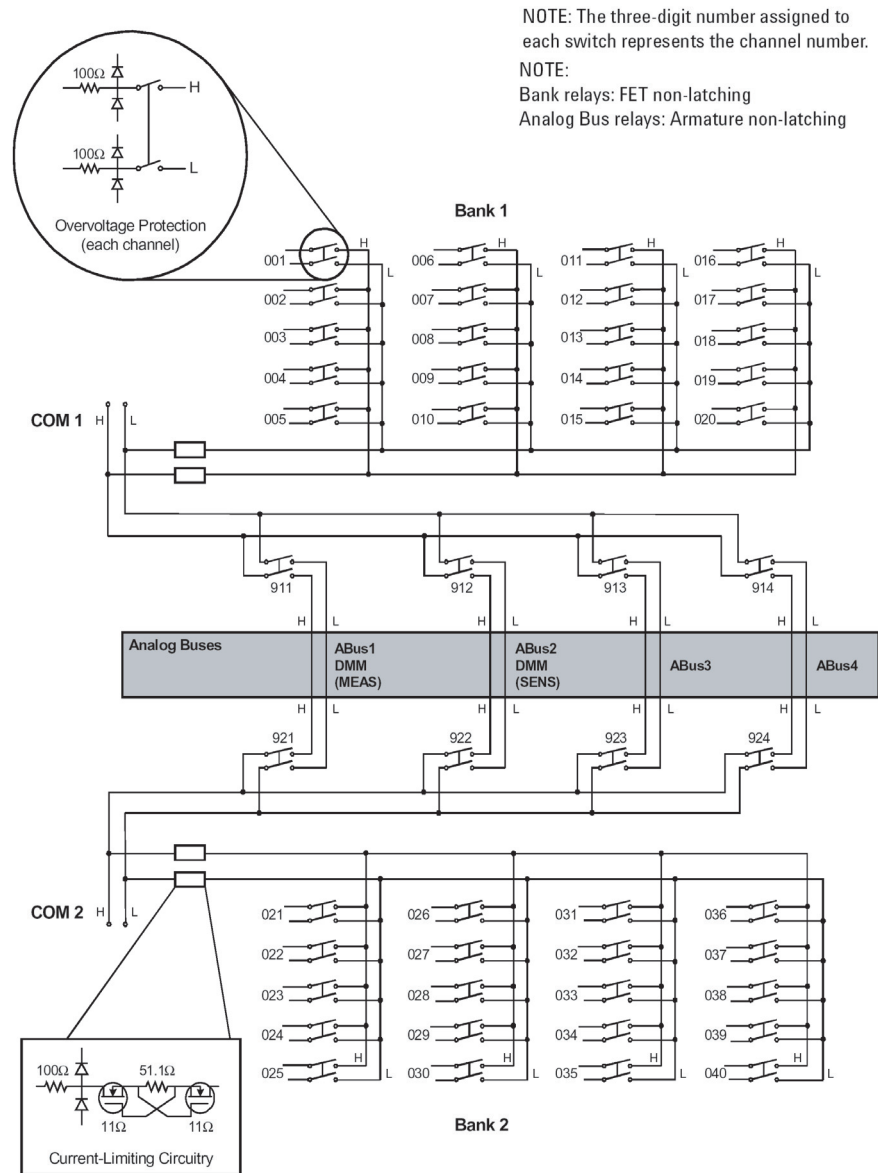 NOTE: The three-digit number assigned to
each switch represents the channel number.
NOTE:
Bank relays: FET non-latching
Analog Bus relays: Armature non-latching
100Ω
H
100Ω
L
Overvoltage Protection
(each channel)
Bank 1
H H H H
001 006 011 016
L L L L
002 007 012 017
003 008 013 018
004 009 014 019
005 010 015 020
COM 1 H L
911 912 913 914
H L H L H L H L
Analog Buses
ABus1
DMM
(MEAS)
ABus2
DMM
(SENS)
ABus3
ABus4
H L H L H L H L
921 922 923 924
COM 2 H L
021 026 031 036
022 027 032 037
023 028 033 038
024 029 034 039
H H H H
025 030 035 040
L L L L
Bank 2
100Ω 51.1Ω
11Ω 11Ω
Current-Limiting Circuitry